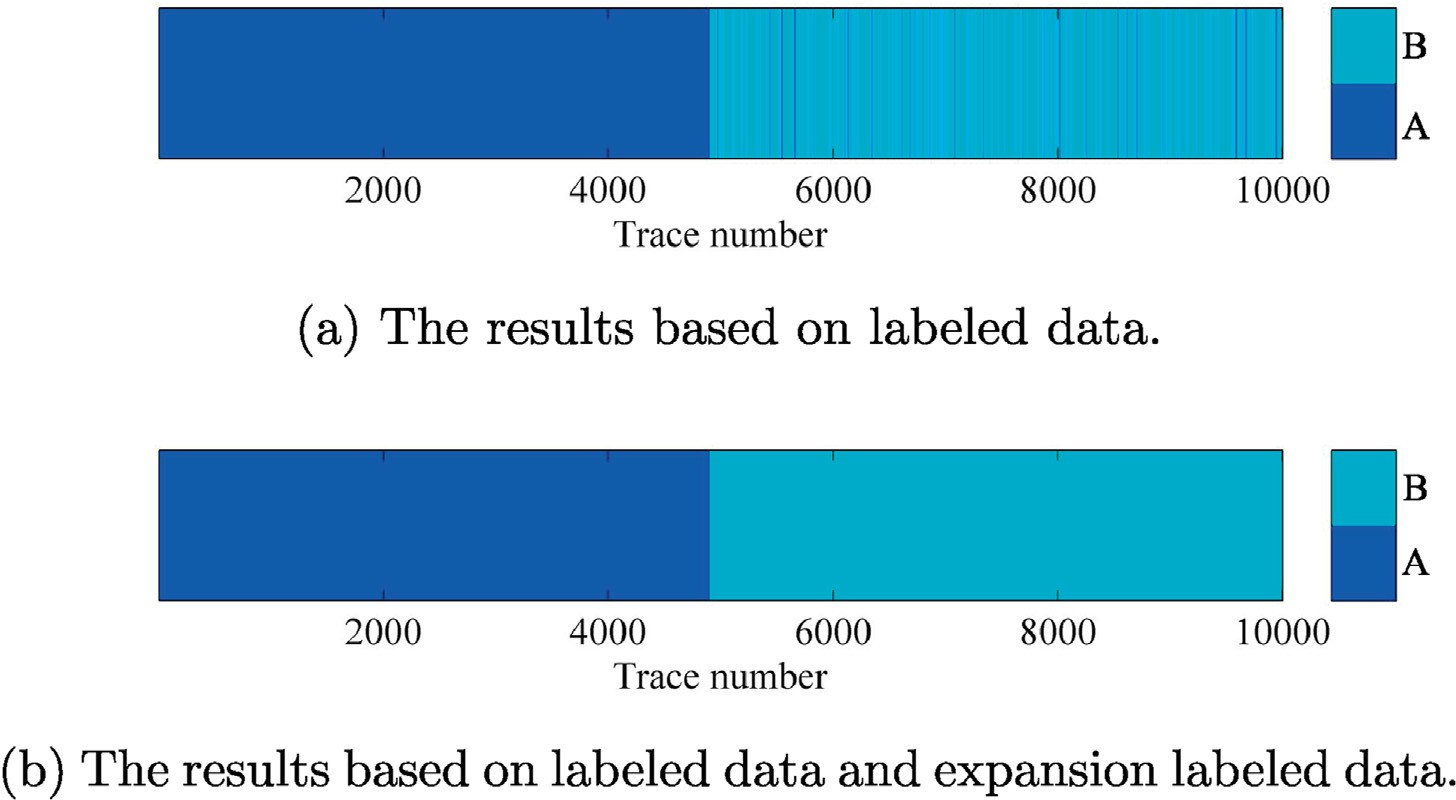 B
A
2000 4000 6000 8000 10000
Trace number
(a) The results based on labeled data.
B
A
2000 4000 6000 8000 10000
Trace number
(b) The results based on labeled data and expansion labeled data.